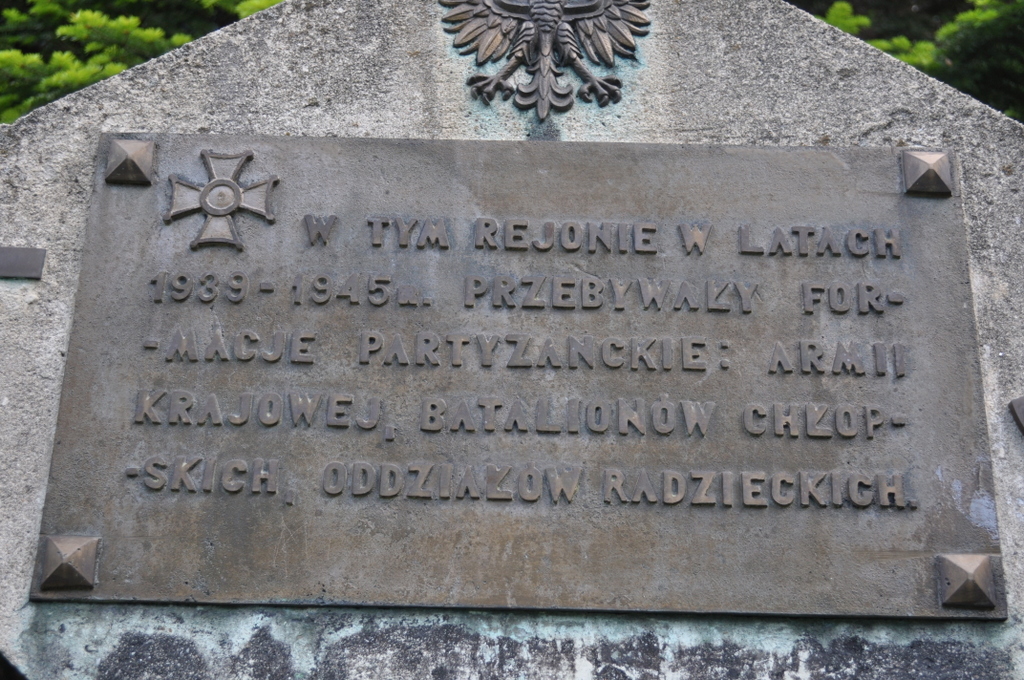 W TYM REJONIE W LATACH
1939-1945 r. PRZEBYWAŁY FOR-
-MACJE PARTYZANCKIE: ARMII
KRAJOWEJ, BATALIONÓW CHŁOP-
-SKICH, ODDZIAŁÓW RADZIECKICH.